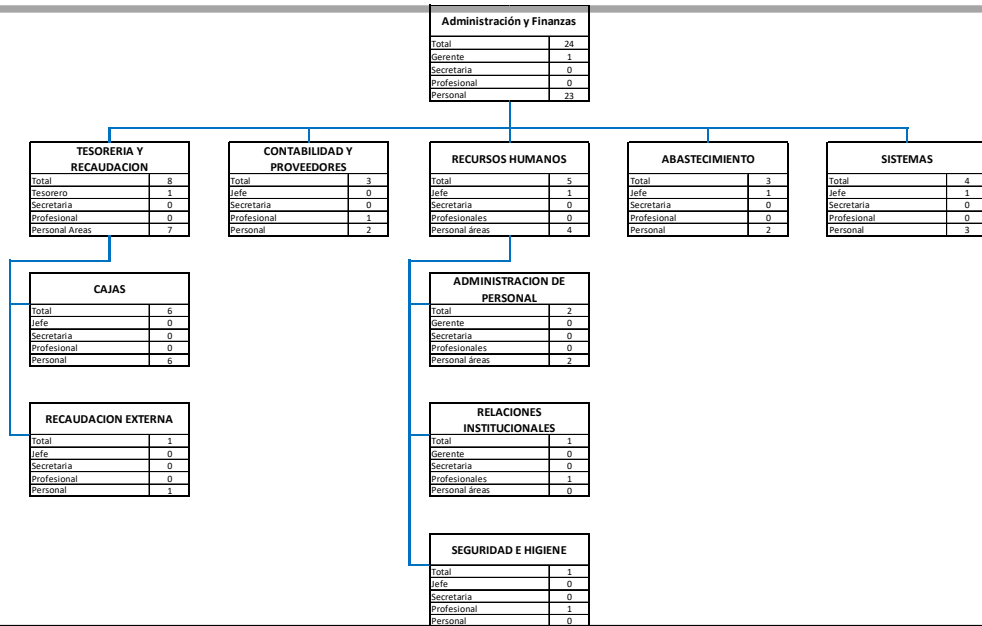 Administración y Finanzas
Total 24
Gerente 1
Secretaria 0
Profesional 0
Personal 23
TESORERIA Y
RECAUDACION
Total 8
Tesorero 1
Secretaria 0
Profesional 0
Personal Areas 7
CONTABILIDAD Y
PROVEEDORES
Total 3
Jefe 0
Secretaria 0
Profesional 1
Personal 2
RECURSOS HUMANOS
Total 5
Jefe 1
Secretaria 0
Profesionales 0
Personal áreas 4
ABASTECIMIENTO
Total 3
Jefe 1
Secretaria 0
Profesional 0
Personal 2
SISTEMAS
Total 4
Jefe 1
Secretaria 0
Profesional 0
Personal 3
CAJAS
Total 6
Jefe 0
Secretaria 0
Profesional 0
Personal 6
ADMINISTRACION DE
PERSONAL
Total 2
Gerente 0
Secretaria 0
Profesionales 0
Personal áreas 2
RECAUDACION EXTERNA
Total 1
Jefe 0
Secretaria 0
Profesional 0
Personal 1
RELACIONES
INSTITUCIONALES
Total 1
Gerente 0
Secretaria 0
Profesionales 1
Personal áreas 0
SEGURIDAD E HIGIENE
Total 1
Jefe 0
Secretaria 0
Profesional 1
Personal 0